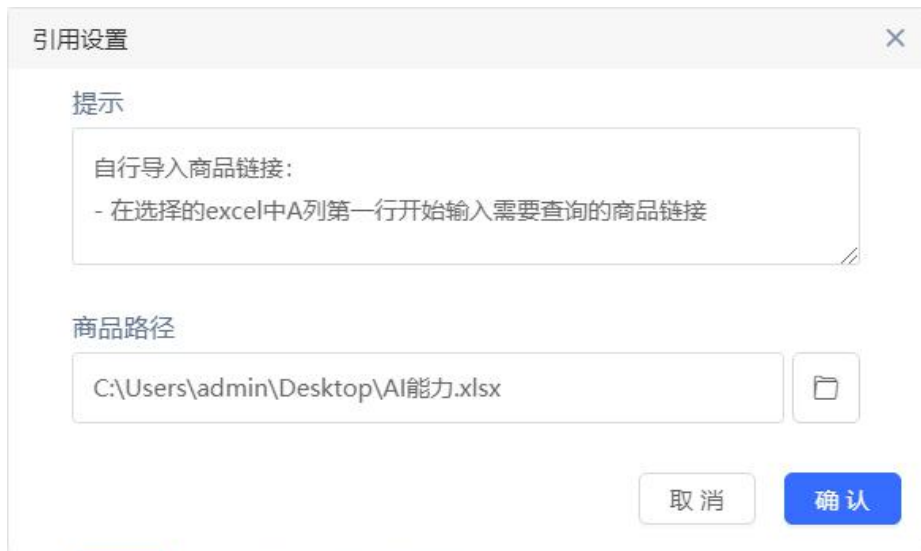 引用设置
提示
自行导入商品链接：
- 在选择的excel中A列第一行开始输入需要查询的商品链接
商品路径
C:\Users\admin\Desktop\AI能力.xlsx
取消
确认